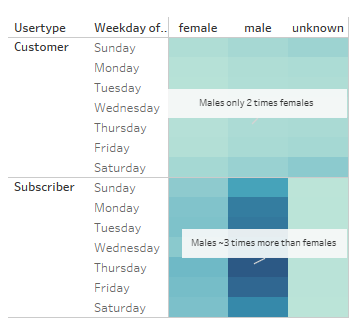 Usertype Weekday of.. female male unknown
Customer Sunday
Monday
Tuesday
Wednesday
Males only 2 times females
Thursday
Friday
Saturday
Subscriber Sunday
Monday
Tuesday
Wednesday
Males ~3 times more than females
Thursday
Friday
Saturday